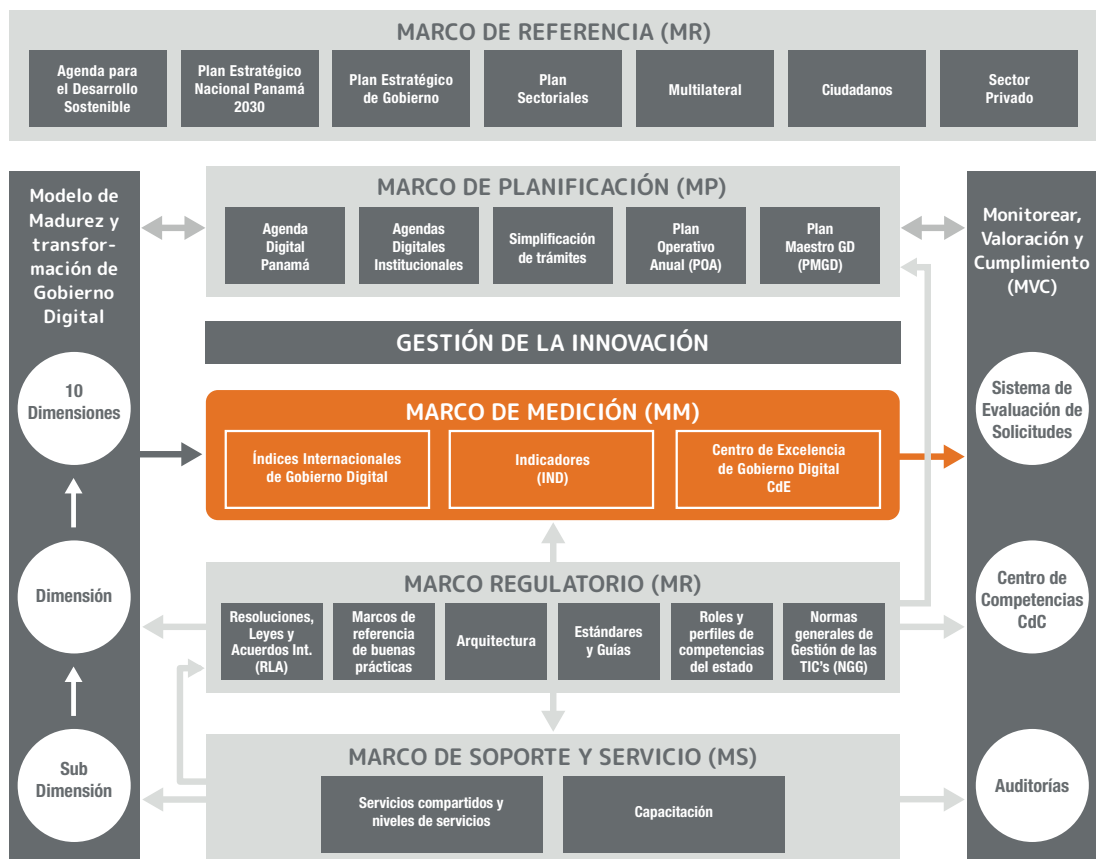 MARCO DE REFERENCIA (MR)
Agenda para
el Desarrollo
Sostenible
Plan Estratégico
Nacional Panamá
2030
Plan Estratégico
de Gobierno
Plan
Sectoriales
Multilateral
Ciudadanos
Sector
Privado
Modelo de
Madurez y
transfor-
mación de
Gobierno
Digital
10
Dimensiones
Dimensión
Sub
Dimensión
MARCO DE PLANIFICACIÓN (MP)
Agenda
Digital
Panamá
Agendas
Digitales
Institucionales
Simplificación
de trámites
Plan
Operativo
Anual (POA)
Plan
Maestro GD
(PMGD)
GESTIÓN DE LA INNOVACIÓN
MARCO DE MEDICIÓN (MM)
Índices Internacionales
de Gobierno Digital
Indicadores
(IND)
Centro de Excelencia
de Gobierno Digital
CdE
MARCO REGULATORIO (MR)
Resoluciones,
Leyes y
Acuerdos Int.
(RLA)
Marcos de
referencia
de buenas
prácticas
Arquitectura
Estándares
y Guías
Roles y
perfiles de
competencias
del estado
Normas
generales de
Gestión de las
TIC's (NGG)
MARCO DE SOPORTE Y SERVICIO (MS)
Servicios compartidos y
niveles de servicios
Capacitación
Monitorear,
Valoración y
Cumplimiento
(MVC)
Sistema de
Evaluación de
Solicitudes
Centro de
Competencias
CdC
Auditorías